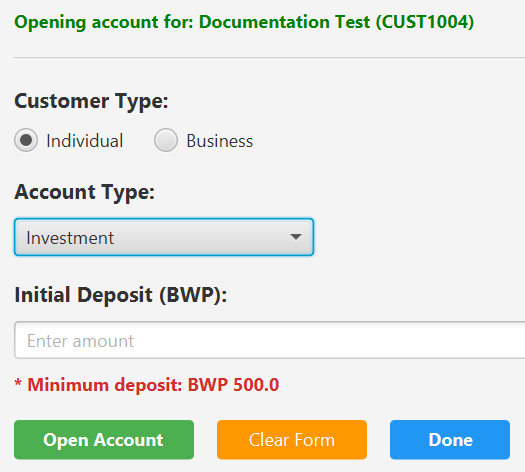 Opening account for: Documentation Test (CUST1004)
Customer Type:
Individual Business
Account Type:
Investment
Initial Deposit (BWP):
Enter amount
* Minimum deposit: BWP 500.0
Open Account Clear Form Done